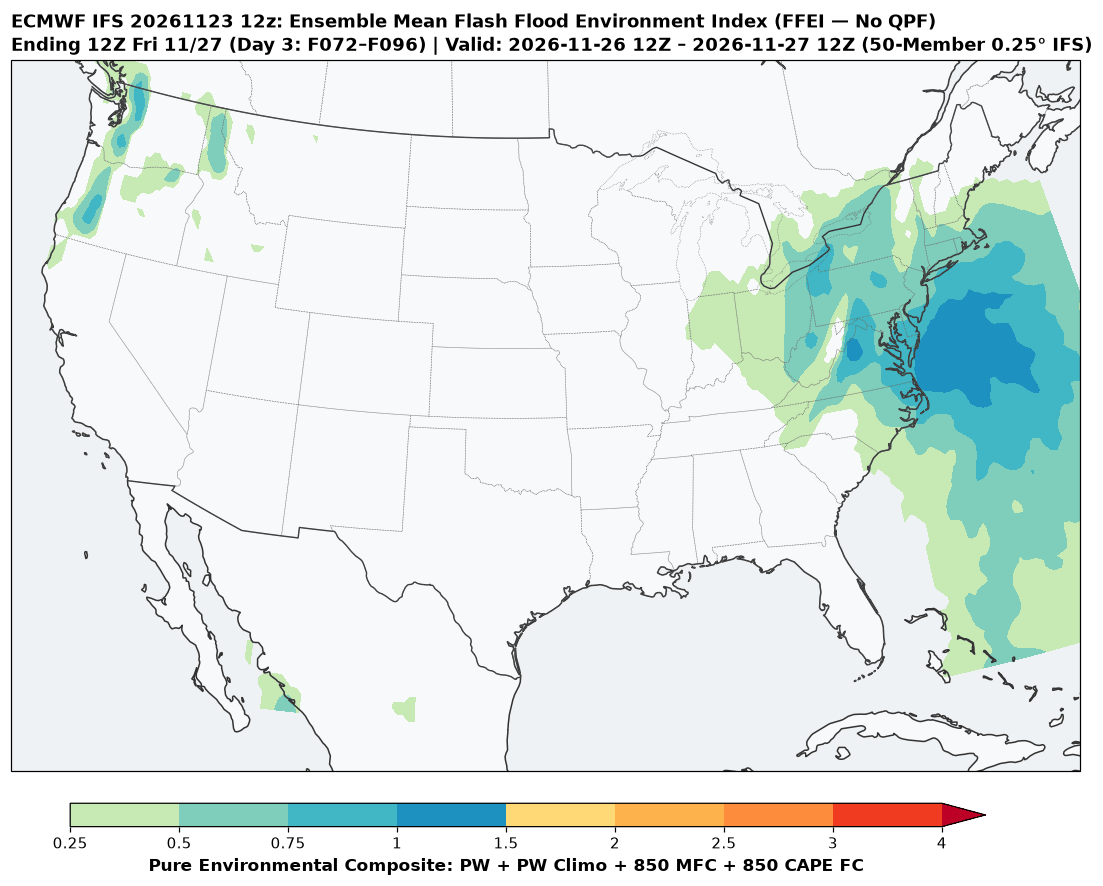 ECMWF IFS 20261123 12z: Ensemble Mean Flash Flood Environment Index (FFEI — No QPF)
Ending 12Z Fri 11/27 (Day 3: F072–F096) | Valid: 2026-11-26 12Z – 2026-11-27 12Z (50-Member 0.25° IFS)
0.25 0.5 0.75 1 1.5 2 2.5 3 4
Pure Environmental Composite: PW + PW Climo + 850 MFC + 850 CAPE FC